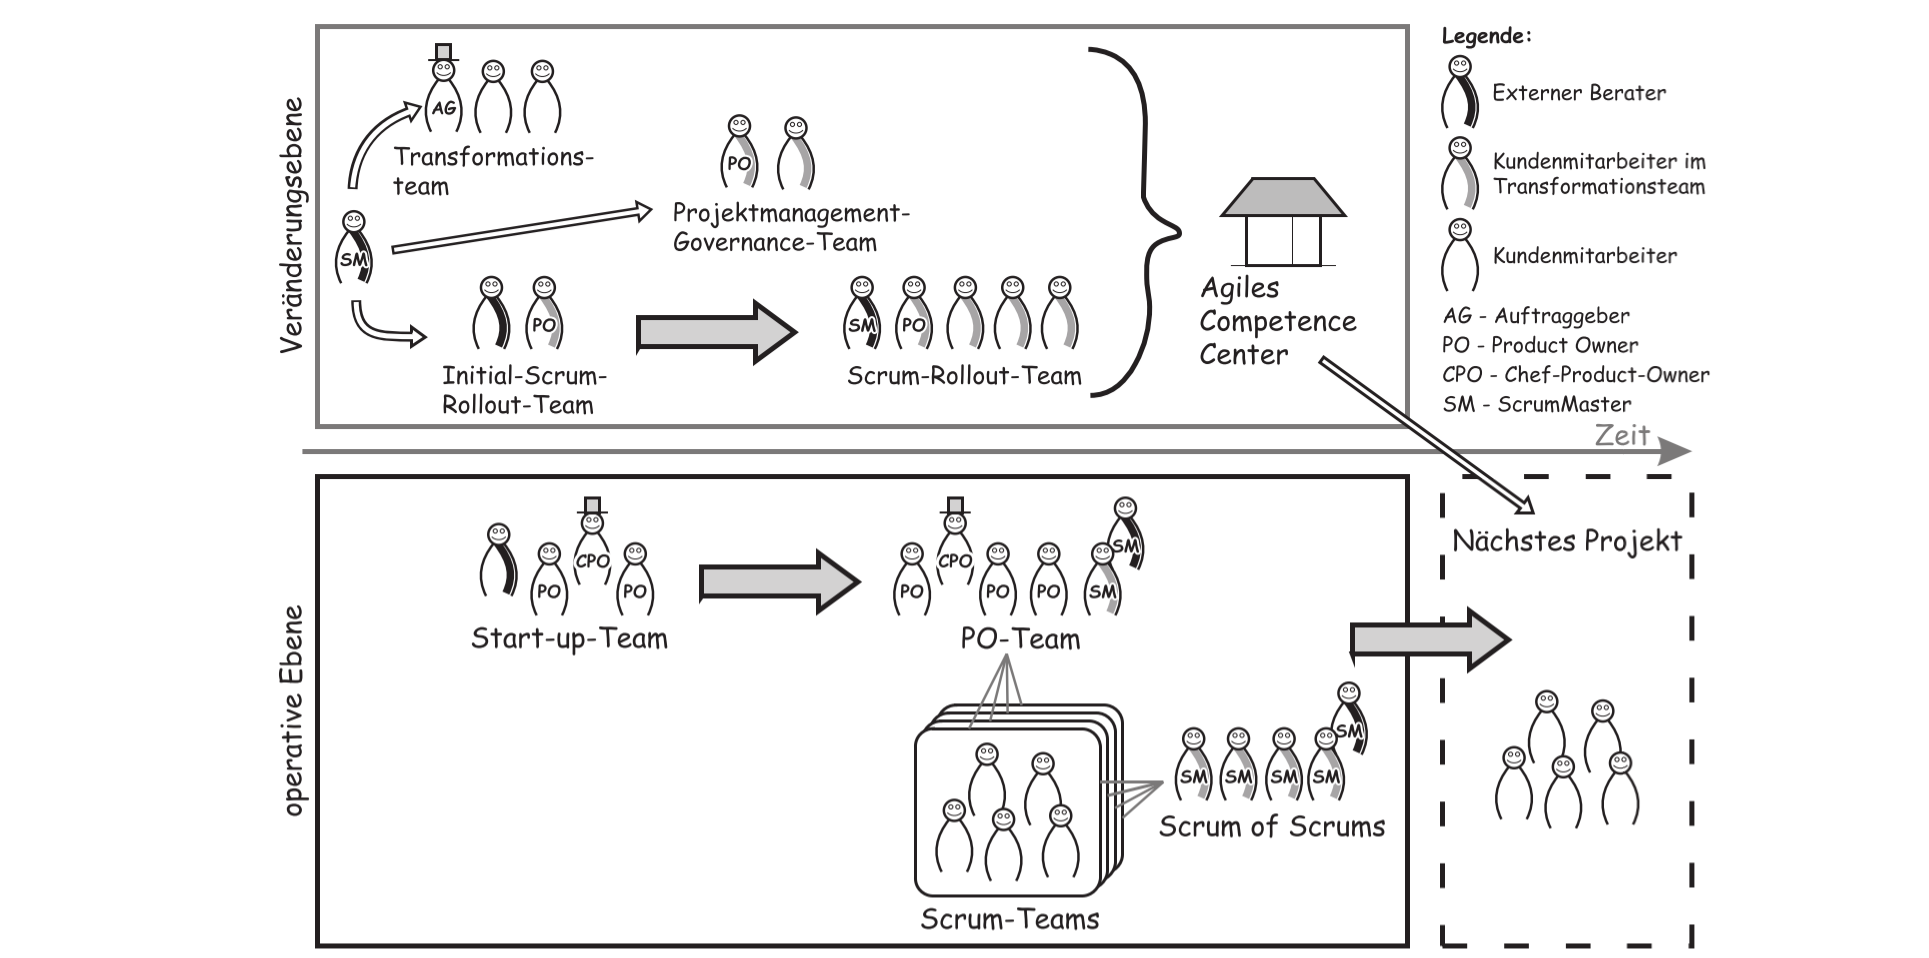 Veränderungsebene
AG
Transformations-
team
SM
PO
Projektmanagement-
Governance-Team
PO
Initial-Scrum-
Rollout-Team
SM
PO
Scrum-Rollout-Team
Agiles
Competence
Center
Legende:
Externer Berater
Kundenmitarbeiter im
Transformationsteam
Kundenmitarbeiter
AG - Auftraggeber
PO - Product Owner
CPO - Chef-Product-Owner
SM - ScrumMaster
Zeit
operative Ebene
PO
CPO
PO
Start-up-Team
PO
CPO
PO
PO
SM
SM
PO-Team
Scrum-Teams
SM
SM
SM
SM
SM
Scrum of Scrums
Nächstes Projekt